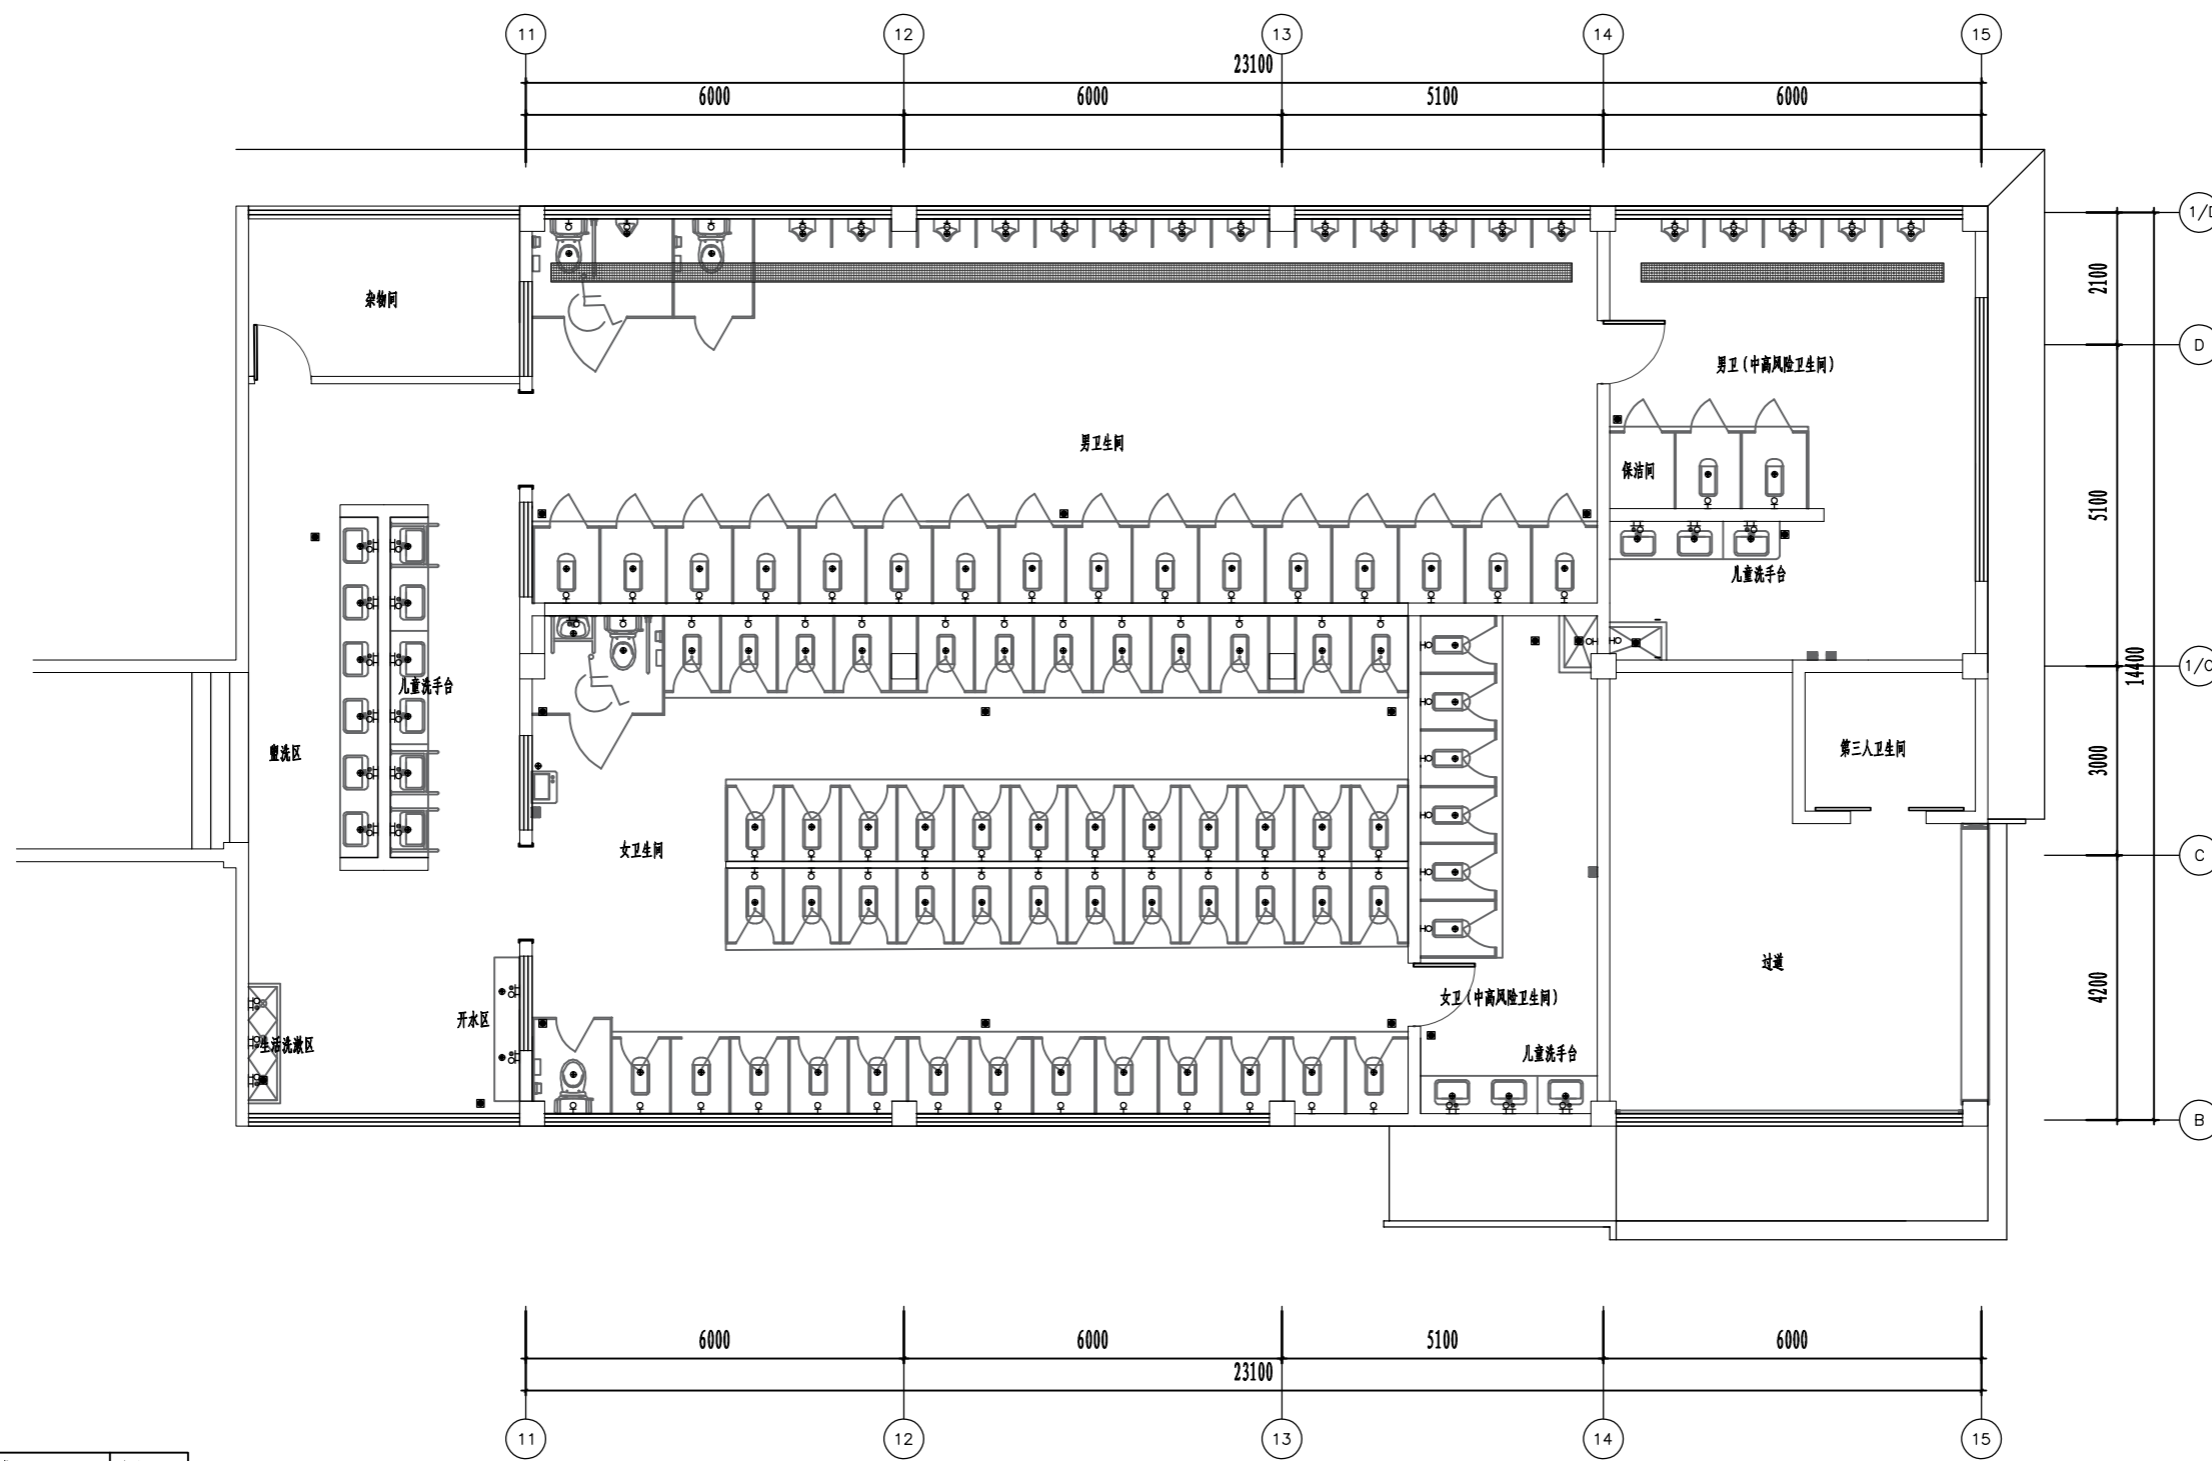 11 12 13 14 15
23100
6000 6000 5100 6000
1/D
2100
杂物间
D
男卫（中高风险卫生间）
男卫生间
保洁间
5100
儿童洗手台
14400
1/C
儿童洗手台
盥洗区
第三人卫生间
3000
女卫生间
C
过道
女卫（中高风险卫生间）
4200
开水区
生活洗漱区
儿童洗手台
B
6000 6000 5100 6000
23100
11 12 13 14 15